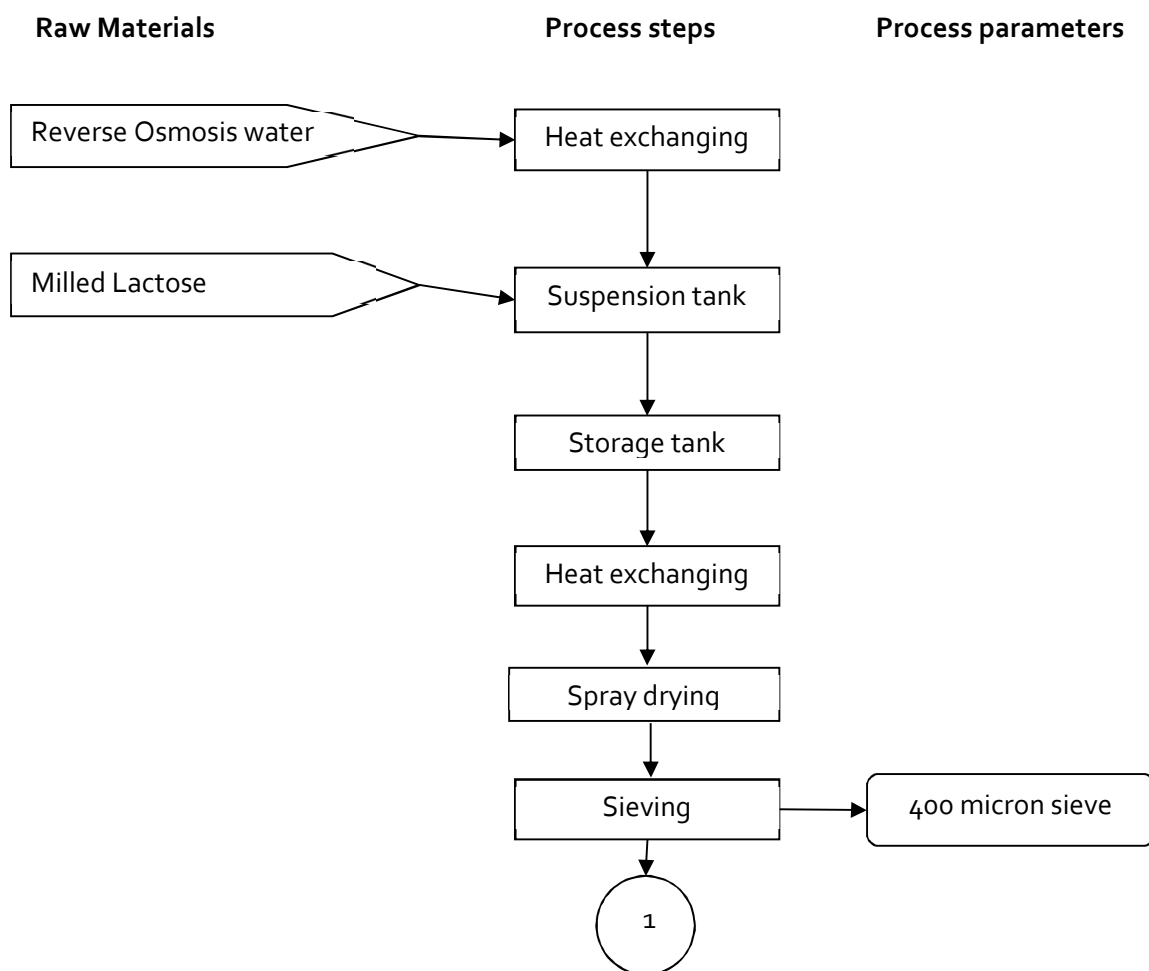 Raw Materials
Process steps
Process parameters
Reverse Osmosis water
Heat exchanging
Milled Lactose
Suspension tank
Storage tank
Heat exchanging
Spray drying
Sieving
400 micron sieve
1